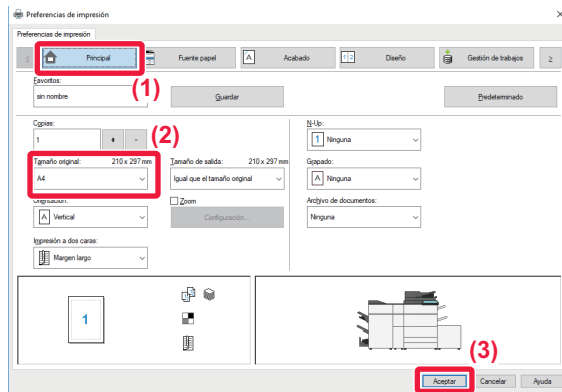 Preferencias de impresión
Preferencias de impresión
Principal
Fuente papel
A
Acabado
1 2
Diseño
Gestión de trabajos
(1)
Favoritos:
sin nombre
Guardar
Predeterminado
Copias:
1
+
-
(2)
N-Up:
1 Ninguna
Tamaño original: 210 x 297 mm
Tamaño de salida: 210 x 297 mm
Grapado:
A4
Igual que el tamaño original
A Ninguna
Orientación:
Zoom
Archivo de documentos:
A Vertical
Configuración...
Ninguna
Impresión a dos caras:
Margen largo
1
(3)
Aceptar
Cancelar
Ayuda